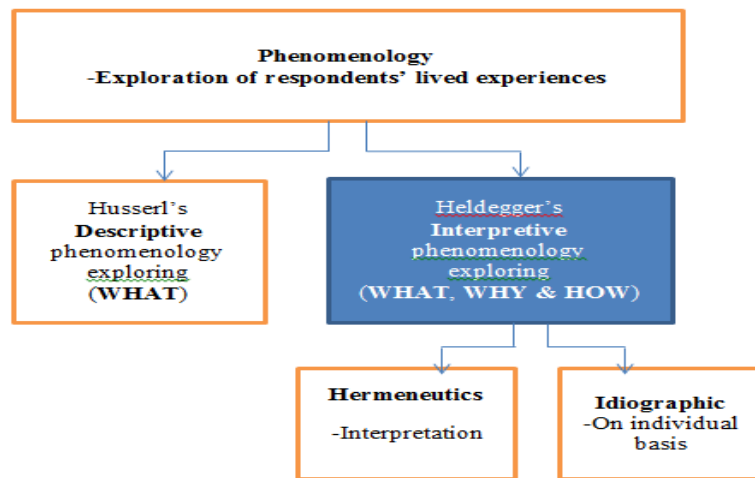 Phenomenology
-Exploration of respondents' lived experiences
Husserl's
Descriptive
phenomenology
exploring
(WHAT)
Heldegger's
Interpretive
phenomenology
exploring
(WHAT, WHY & HOW)
Hermeneutics
-Interpretation
Idiographic
-On individual
basis